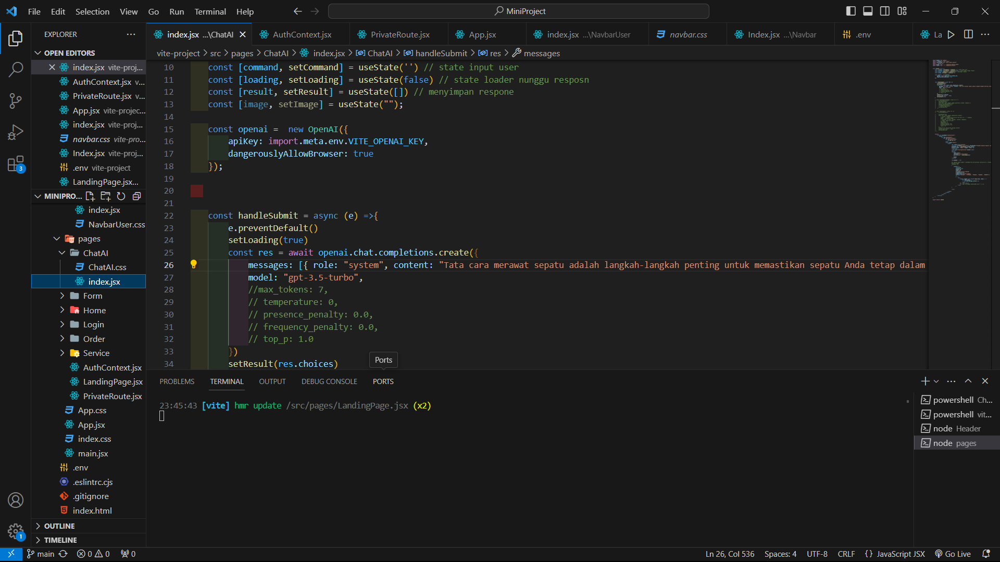 File Edit Selection View Go Run Terminal Help
MiniProject
EXPLORER
index.jsx ...\ChatAI
AuthContext.jsx
PrivateRoute.jsx
App.jsx
index.jsx ...\NavbarUser
navbar.css
Index.jsx ...\Navbar
.env
La
OPEN EDITORS
index.jsx vite-proj...
AuthContext.jsx v...
PrivateRoute.jsx v...
App.jsx vite-projec...
index.jsx vite-proj...
navbar.css vite-pro...
Index.jsx vite-proj...
.env vite-project
LandingPage.jsx...
MINIPRO...
index.jsx
NavbarUser.css
pages
ChatAI
ChatAI.css
index.jsx
Form
Home
Login
Order
Service
AuthContext.jsx
LandingPage.jsx
PrivateRoute.jsx
App.css
App.jsx
index.css
main.jsx
.env
.eslintrc.cjs
.gitignore
index.html
OUTLINE
TIMELINE
3
1
vite-project > src > pages > ChatAI > index.jsx > ChatAI > handleSubmit > res > messages
10 const [command, setCommand] = useState('') // state input user
11 const [loading, setLoading] = useState(false) // state loader nunggu resposn
12 const [result, setResult] = useState([]) // menyimpan respone
13 const [image, setImage] = useState("");
14
15 const openai =  new OpenAI({
16 apiKey: import.meta.env.VITE_OPENAI_KEY,
17 dangerouslyAllowBrowser: true
18 });
19
20
21
22 const handleSubmit = async (e) =>{
23 e.preventDefault()
24 setLoading(true)
25 const res = await openai.chat.completions.create({
26 messages: [{ role: "system", content: "Tata cara merawat sepatu adalah langkah-langkah penting untuk memastikan sepatu Anda tetap dalam
27 model: "gpt-3.5-turbo",
28 //max_tokens: 7,
29 // temperature: 0,
30 // presence_penalty: 0.0,
31 // frequency_penalty: 0.0,
32 // top_p: 1.0
33 })
34 setResult(res.choices)
Ports
PROBLEMS TERMINAL OUTPUT DEBUG CONSOLE PORTS
23:45:43 [vite] hmr update /src/pages/LandingPage.jsx (x2)
powershell Ch...
powershell vit...
node Header
node pages
main 0 0 0
Ln 26, Col 536 Spaces: 4 UTF-8 CRLF {} JavaScript JSX Go Live